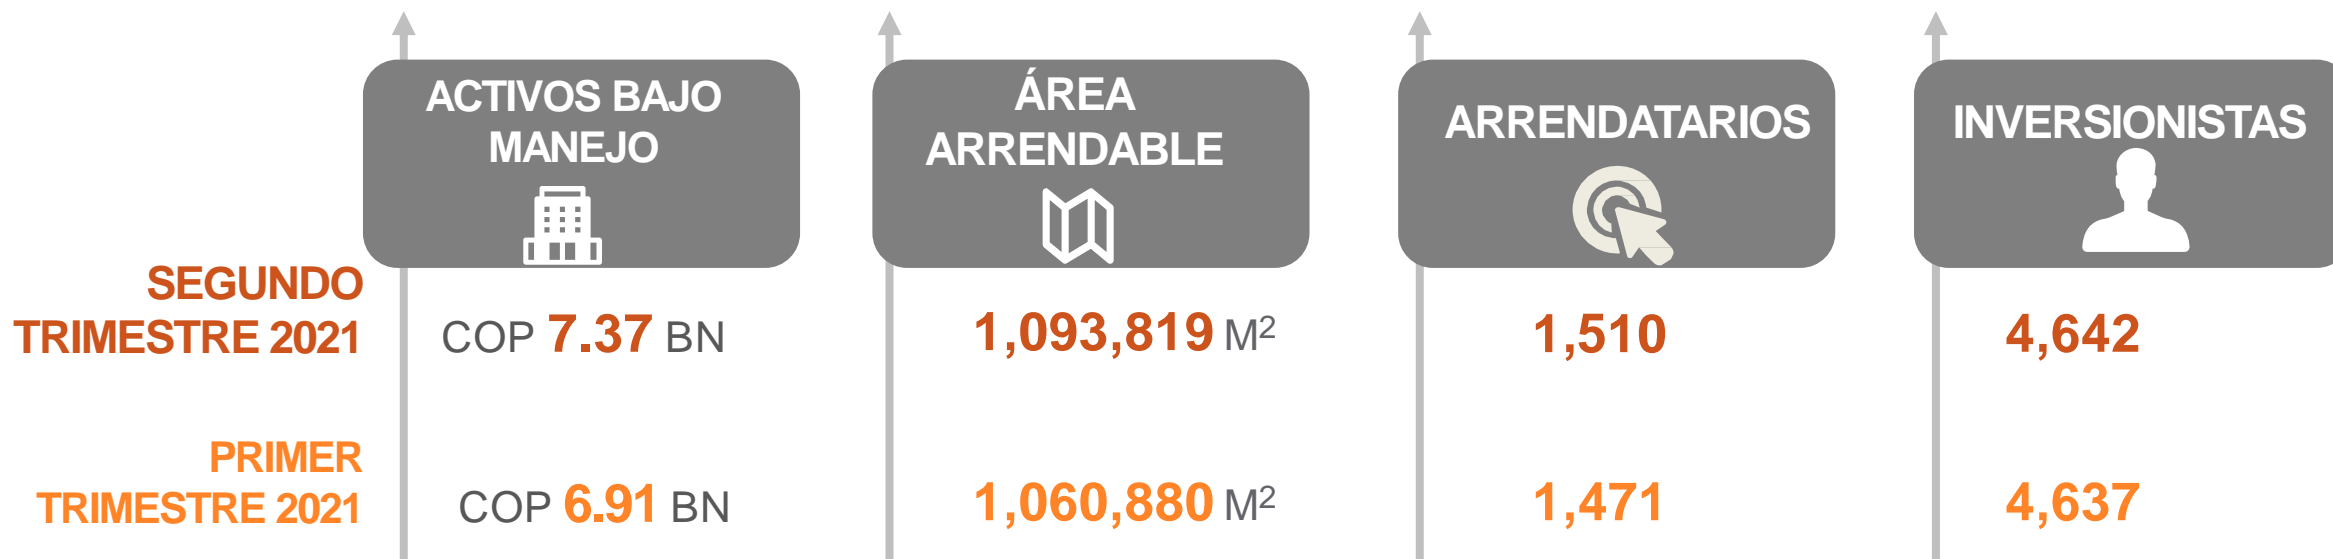 ACTIVOS BAJO
MANEJO
ÁREA
ARRENDABLE
ARRENDATARIOS
INVERSIONISTAS
SEGUNDO
TRIMESTRE 2021
COP 7.37 BN
1,093,819 M²
1,510
4,642
PRIMER
TRIMESTRE 2021
COP 6.91 BN
1,060,880 M²
1,471
4,637